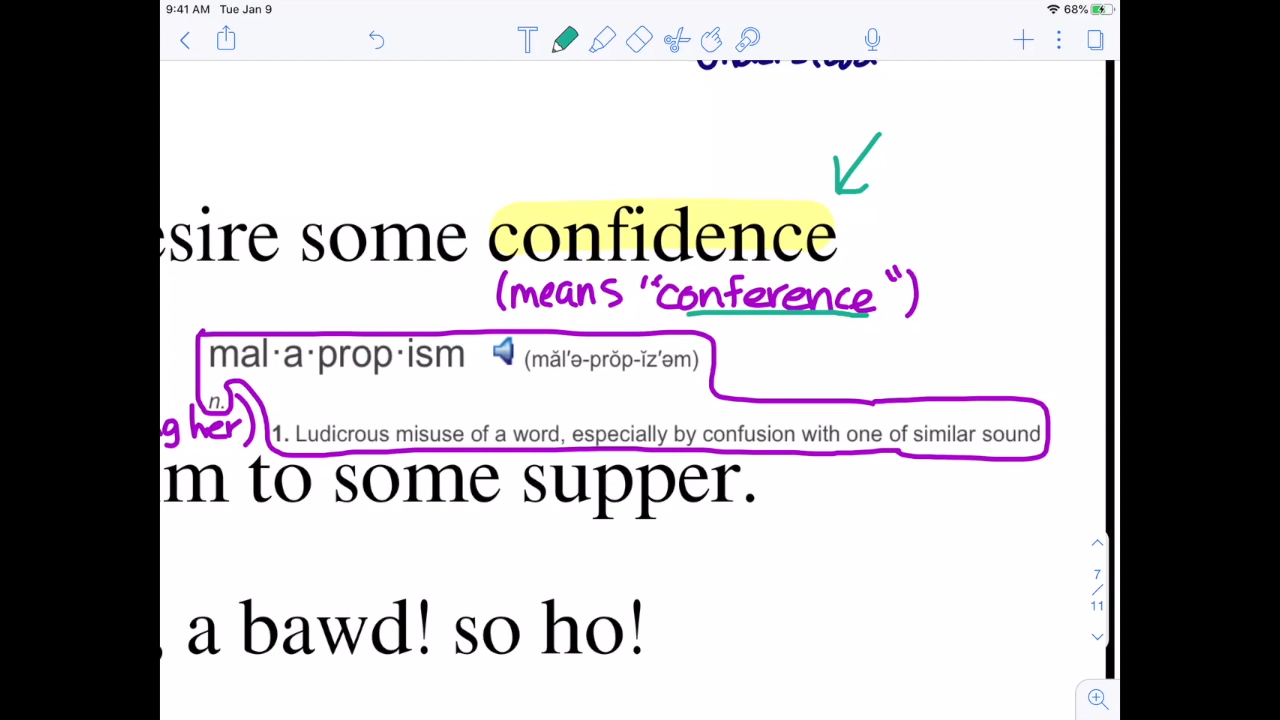 9:41 AM Tue Jan 9
68%
T
esire some confidence
(means "conference")
mal·a·prop·ism (măl′ə-prŏp-ĭz′əm)
n.
g her) 1. Ludicrous misuse of a word, especially by confusion with one of similar sound
m to some supper.
, a bawd! so ho!
7
/
11